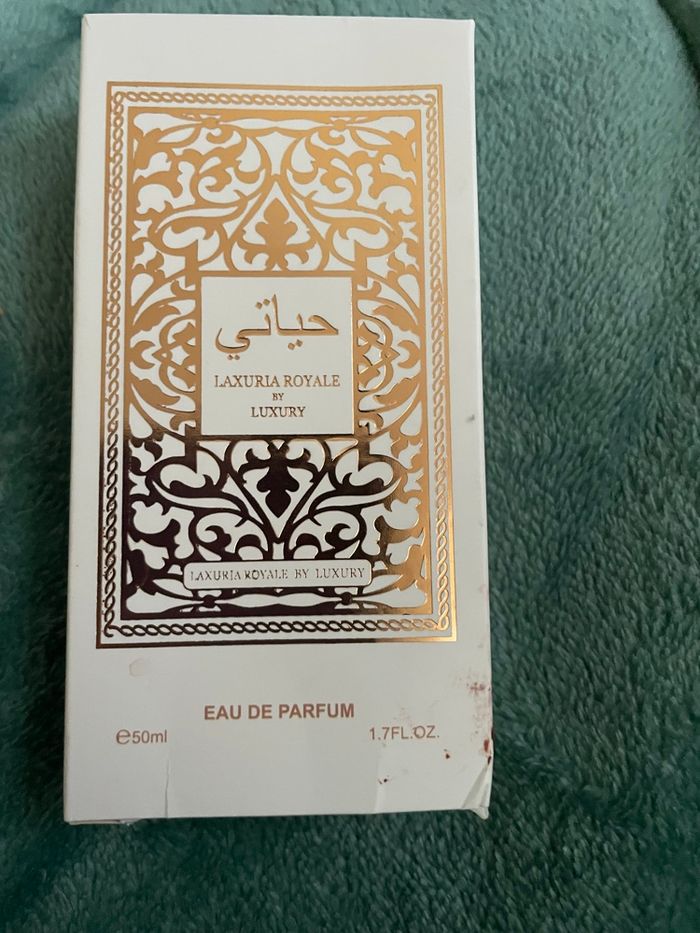 حياتي
LAXURIA ROYALE
BY
LUXURY
LAXURIA ROYALE BY LUXURY
EAU DE PARFUM
℮50ml
1.7FL.OZ.